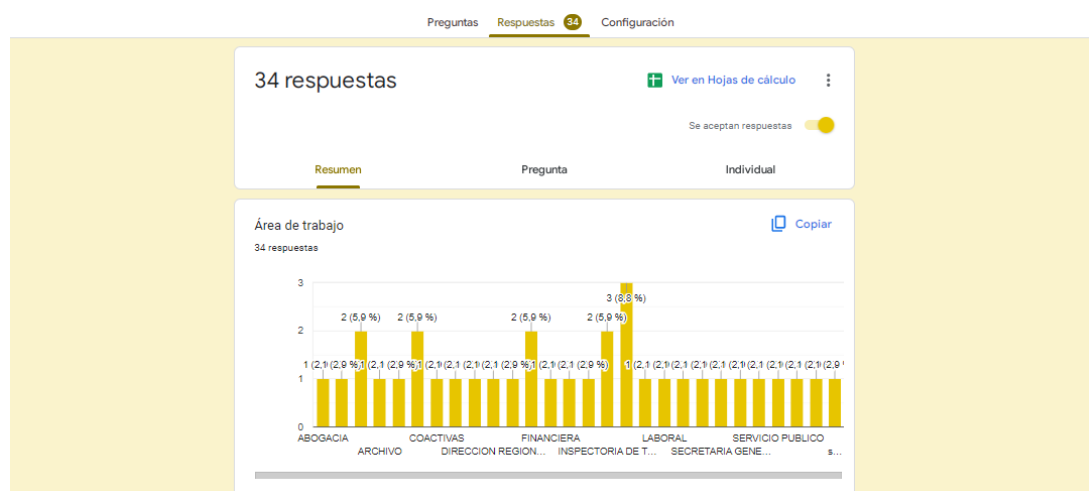 Preguntas Respuestas 34 Configuración
34 respuestas
Ver en Hojas de cálculo
Se aceptan respuestas
Resumen Pregunta Individual
Área de trabajo
Copiar
34 respuestas
3
3 (8,8 %)
2 (5,9 %) 2 (5,9 %) 2 (5,9 %) 2 (5,9 %)
2
1
0
ABOGACIA COACTIVAS FINANCIERA LABORAL SERVICIO PUBLICO
ARCHIVO DIRECCION REGION... INSPECTORIA DE T... SECRETARIA GENE... s...